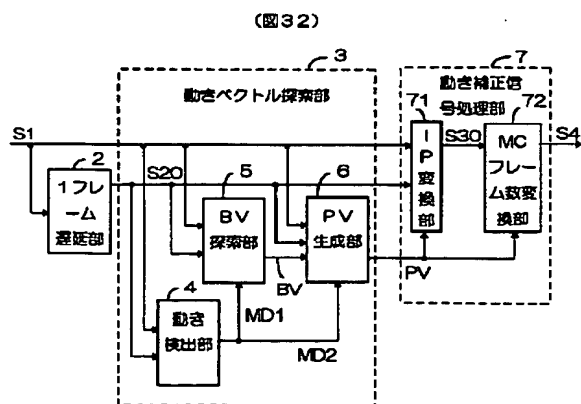 (図32)
3
7
動きベクトル探索部
動き補正信
号処理部
71
72
S1
S30
S4
IP変換部
MC
フレー
ム数変
換部
2
S20
5
6
1フレ
ーム
遅延部
BV
探索部
PV
生成部
BV
PV
4
動き
検出部
MD1
MD2